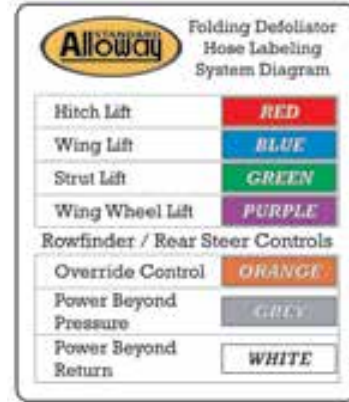 STANDARD
Alloway
Folding Defoliator
Hose Labeling
System Diagram
Hitch Lift RED
Wing Lift BLUE
Strut Lift GREEN
Wing Wheel Lift PURPLE
Rowfinder / Rear Steer Controls
Override Control ORANGE
Power Beyond
Pressure GREY
Power Beyond
Return WHITE